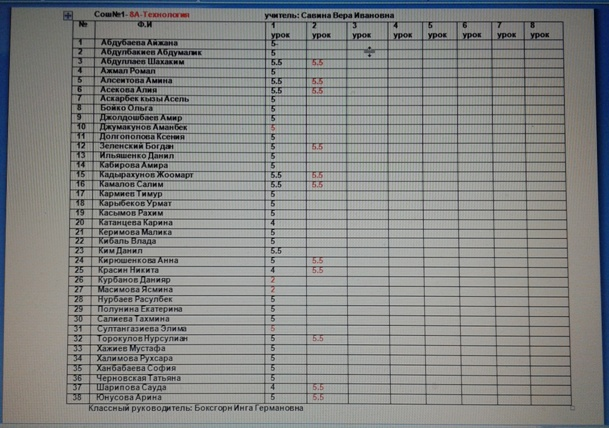 Сош№1- 8А-Технология учитель: Савина Вера Ивановна
№ Ф.И 1 урок 2 урок 3 урок 4 урок 5 урок 6 урок 7 урок 8 урок
1 Абдубаева Айжана 5-
2 Абдулбакиев Абдумалик 5
3 Абдуллаев Шахаким 5.5 5.5
4 Ажмал Ромал 5
5 Алсеитова Амина 5.5 5.5
6 Асекова Алия 5.5 5.5
7 Аскарбек кызы Асель 5
8 Бойко Ольга 5
9 Джолдошбаев Амир 5
10 Джумакунов Аманбек 5
11 Долгополова Ксения 5
12 Зеленский Богдан 5 5.5
13 Ильяшенко Данил 5
14 Кабирова Амира 5
15 Кадырахунов Жоомарт 5.5 5.5
16 Камалов Салим 5.5 5.5
17 Кармиев Тимур 5
18 Карыбеков Урмат 5
19 Касымов Рахим 5
20 Катанцева Карина 4
21 Керимова Малика 5
22 Кибаль Влада 5
23 Ким Данил 5.5
24 Кирюшенкова Анна 5 5.5
25 Красин Никита 4 5.5
26 Курбанов Данияр 2
27 Масимова Ясмина 2
28 Нурбаев Расулбек 5
29 Полунина Екатерина 5
30 Салиева Тахмина 5
31 Султангазиева Элима 5
32 Торокулов Нурсулиан 5 5.5
33 Хажиев Мустафа 5
34 Халимова Рухсара 5
35 Ханбабаева София 5
36 Черновская Татьяна 5
37 Шарипова Сауда 4 5.5
38 Юнусова Арина 5 5.5
Классный руководитель: Боксгорн Инга Германовна